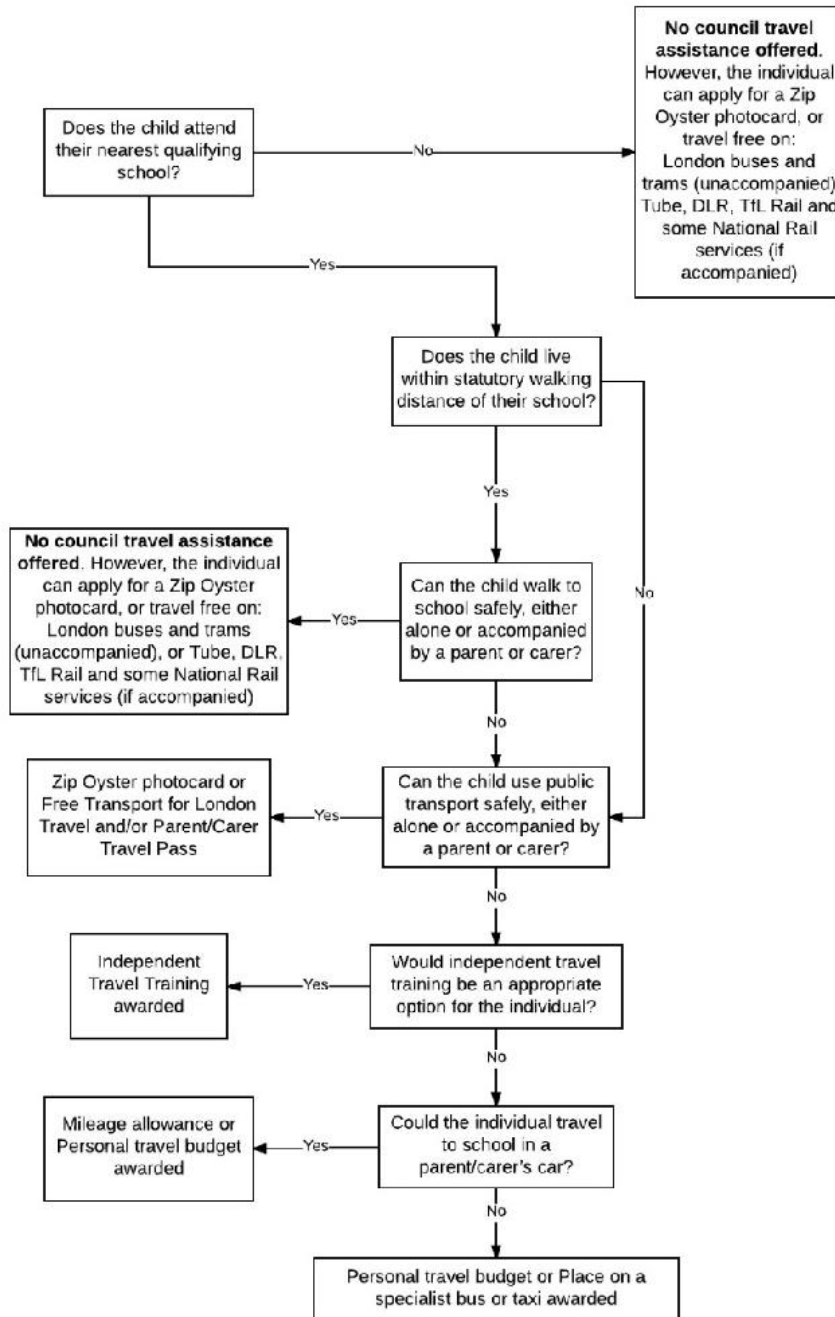 No council travel
assistance offered.
However, the individual
can apply for a Zip
Oyster photocard, or
travel free on:
London buses and
trams (unaccompanied)
Tube, DLR, TfL Rail and
some National Rail
services (if
accompanied)
Does the child attend
their nearest qualifying
school?
No
Yes
Does the child live
within statutory walking
distance of their school?
Yes
No
No council travel assistance
offered. However, the individual
can apply for a Zip Oyster
photocard, or travel free on:
London buses and trams
(unaccompanied), or Tube, DLR,
TfL Rail and some National Rail
services (if accompanied)
Yes
Can the child walk to
school safely, either
alone or accompanied
by a parent or carer?
No
Zip Oyster photocard or
Free Transport for London
Travel and/or Parent/Carer
Travel Pass
Yes
Can the child use public
transport safely, either
alone or accompanied by
a parent or carer?
No
Independent
Travel Training
awarded
Yes
Would independent travel
training be an appropriate
option for the individual?
No
Mileage allowance or
Personal travel budget
awarded
Yes
Could the individual travel
to school in a
parent/carer's car?
No
Personal travel budget or Place on a
specialist bus or taxi awarded